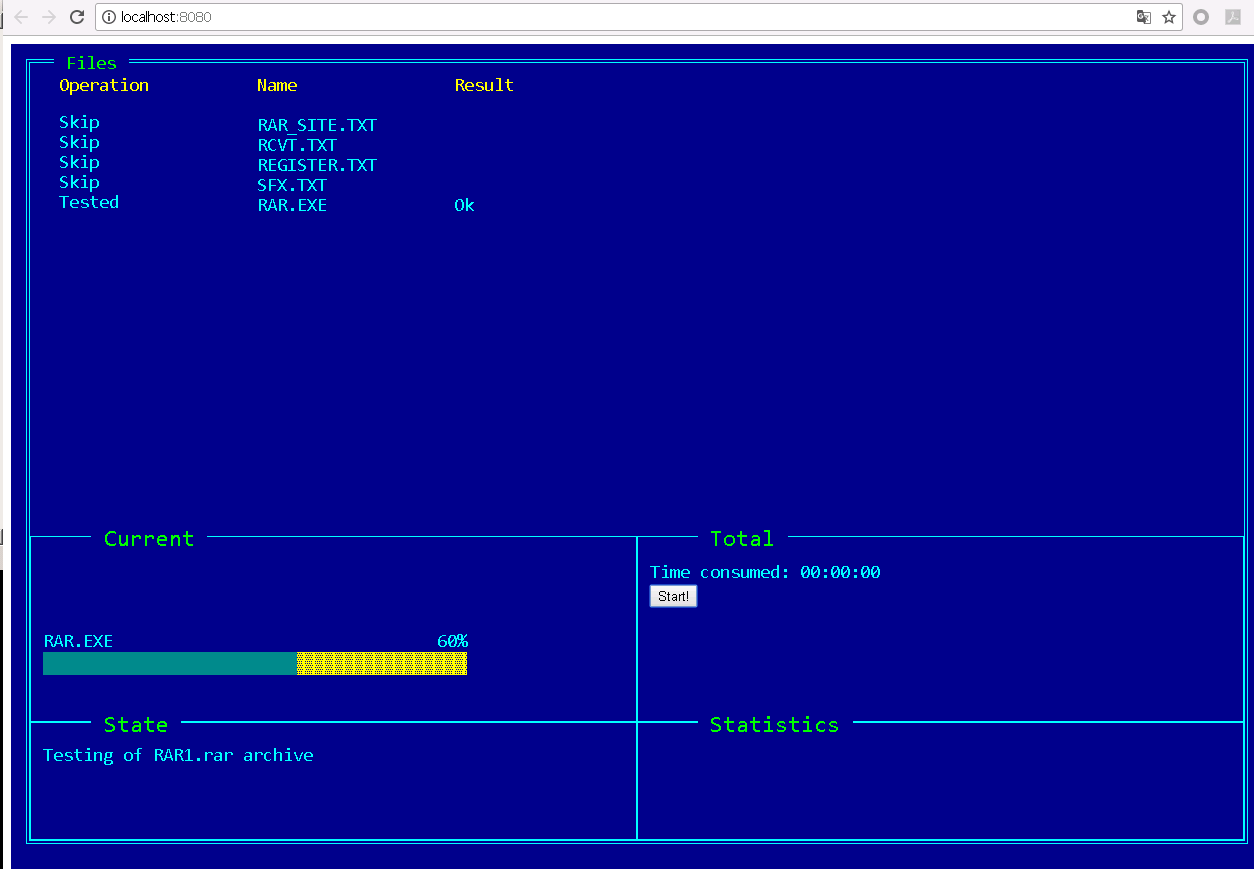 localhost:8080
Files
Operation Name Result
Skip RAR_SITE.TXT
Skip RCVT.TXT
Skip REGISTER.TXT
Skip SFX.TXT
Tested RAR.EXE Ok
Current
RAR.EXE 60%
Total
Time consumed: 00:00:00
Start!
State
Testing of RAR1.rar archive
Statistics